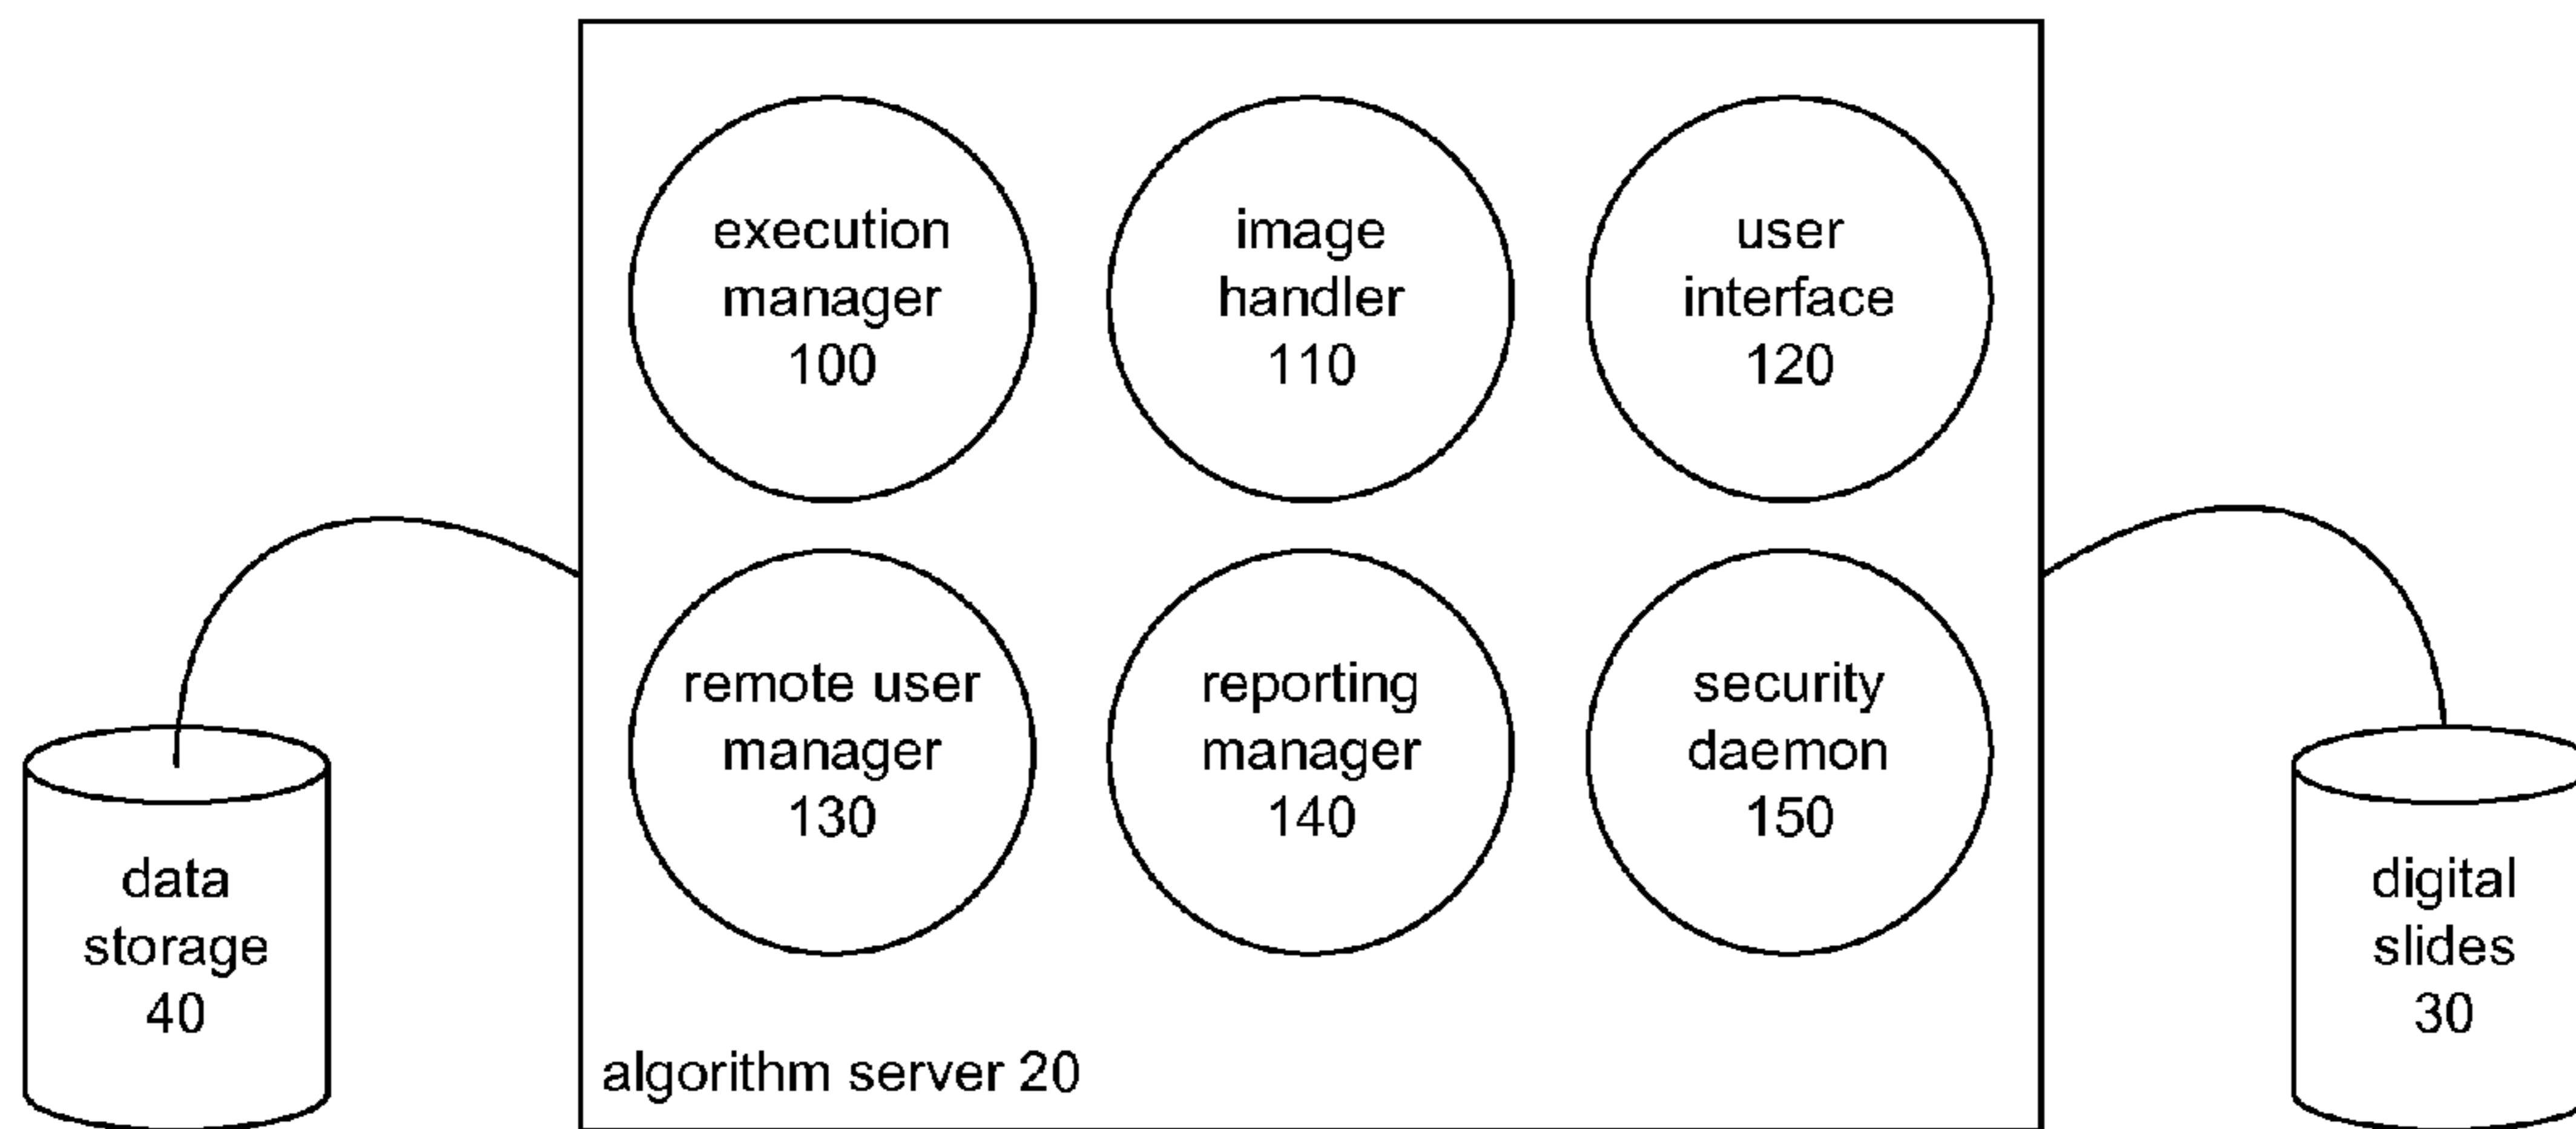 execution
manager
100
image
handler
110
user
interface
120
remote user
manager
130
reporting
manager
140
security
daemon
150
data
storage
40
digital
slides
30
algorithm server 20